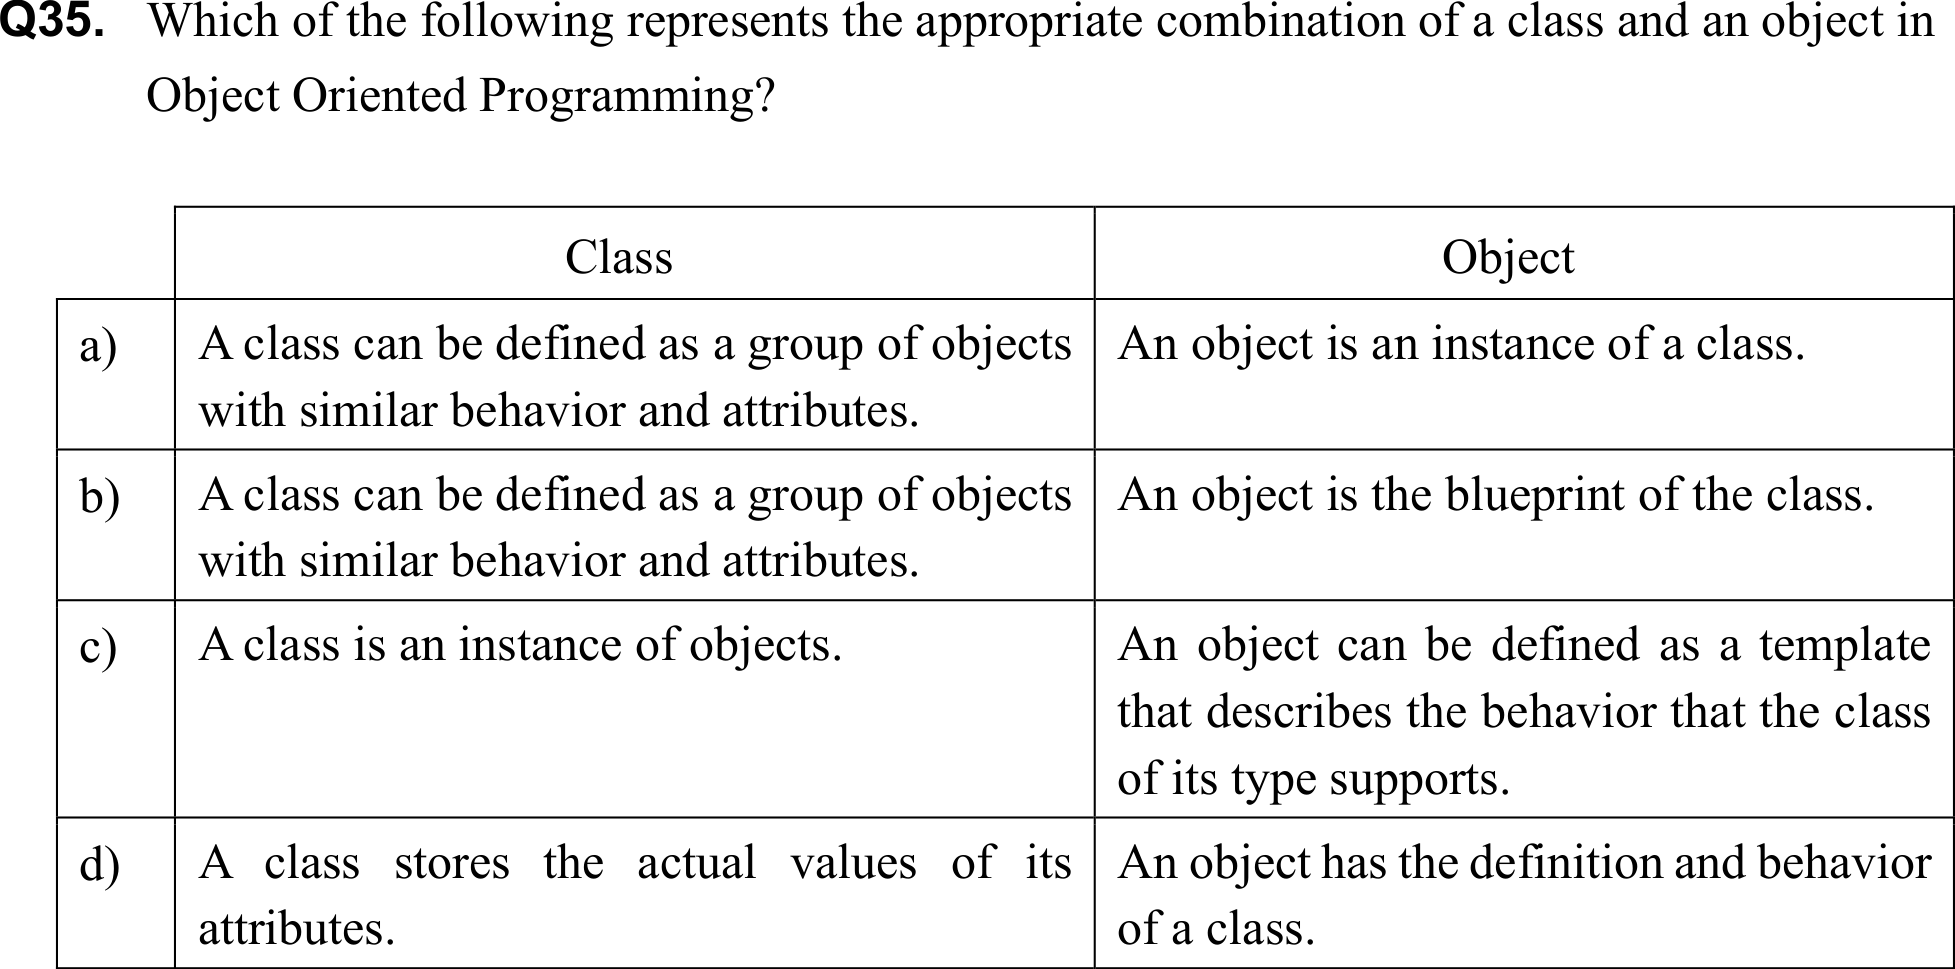 Q35. Which of the following represents the appropriate combination of a class and an object in
Object Oriented Programming?
Class Object
a) A class can be defined as a group of objects An object is an instance of a class.
with similar behavior and attributes.
b) A class can be defined as a group of objects An object is the blueprint of the class.
with similar behavior and attributes.
c) A class is an instance of objects. An object can be defined as a template
that describes the behavior that the class
of its type supports.
d) A class stores the actual values of its An object has the definition and behavior
attributes. of a class.